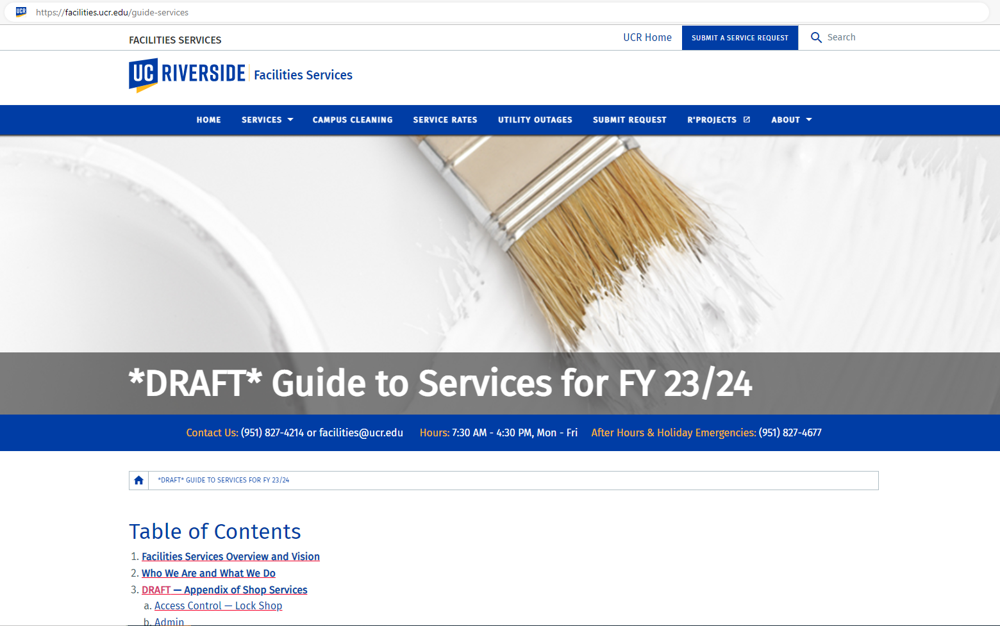 UCR https://facilities.ucr.edu/guide-services
FACILITIES SERVICES
UCR Home
SUBMIT A SERVICE REQUEST
Search
UC RIVERSIDE Facilities Services
HOME SERVICES CAMPUS CLEANING SERVICE RATES UTILITY OUTAGES SUBMIT REQUEST R'PROJECTS ABOUT
*DRAFT* Guide to Services for FY 23/24
Contact Us: (951) 827-4214 or facilities@ucr.edu Hours: 7:30 AM - 4:30 PM, Mon - Fri After Hours & Holiday Emergencies: (951) 827-4677
*DRAFT* GUIDE TO SERVICES FOR FY 23/24
Table of Contents
1. Facilities Services Overview and Vision
2. Who We Are and What We Do
3. DRAFT — Appendix of Shop Services
a. Access Control — Lock Shop
b. Admin